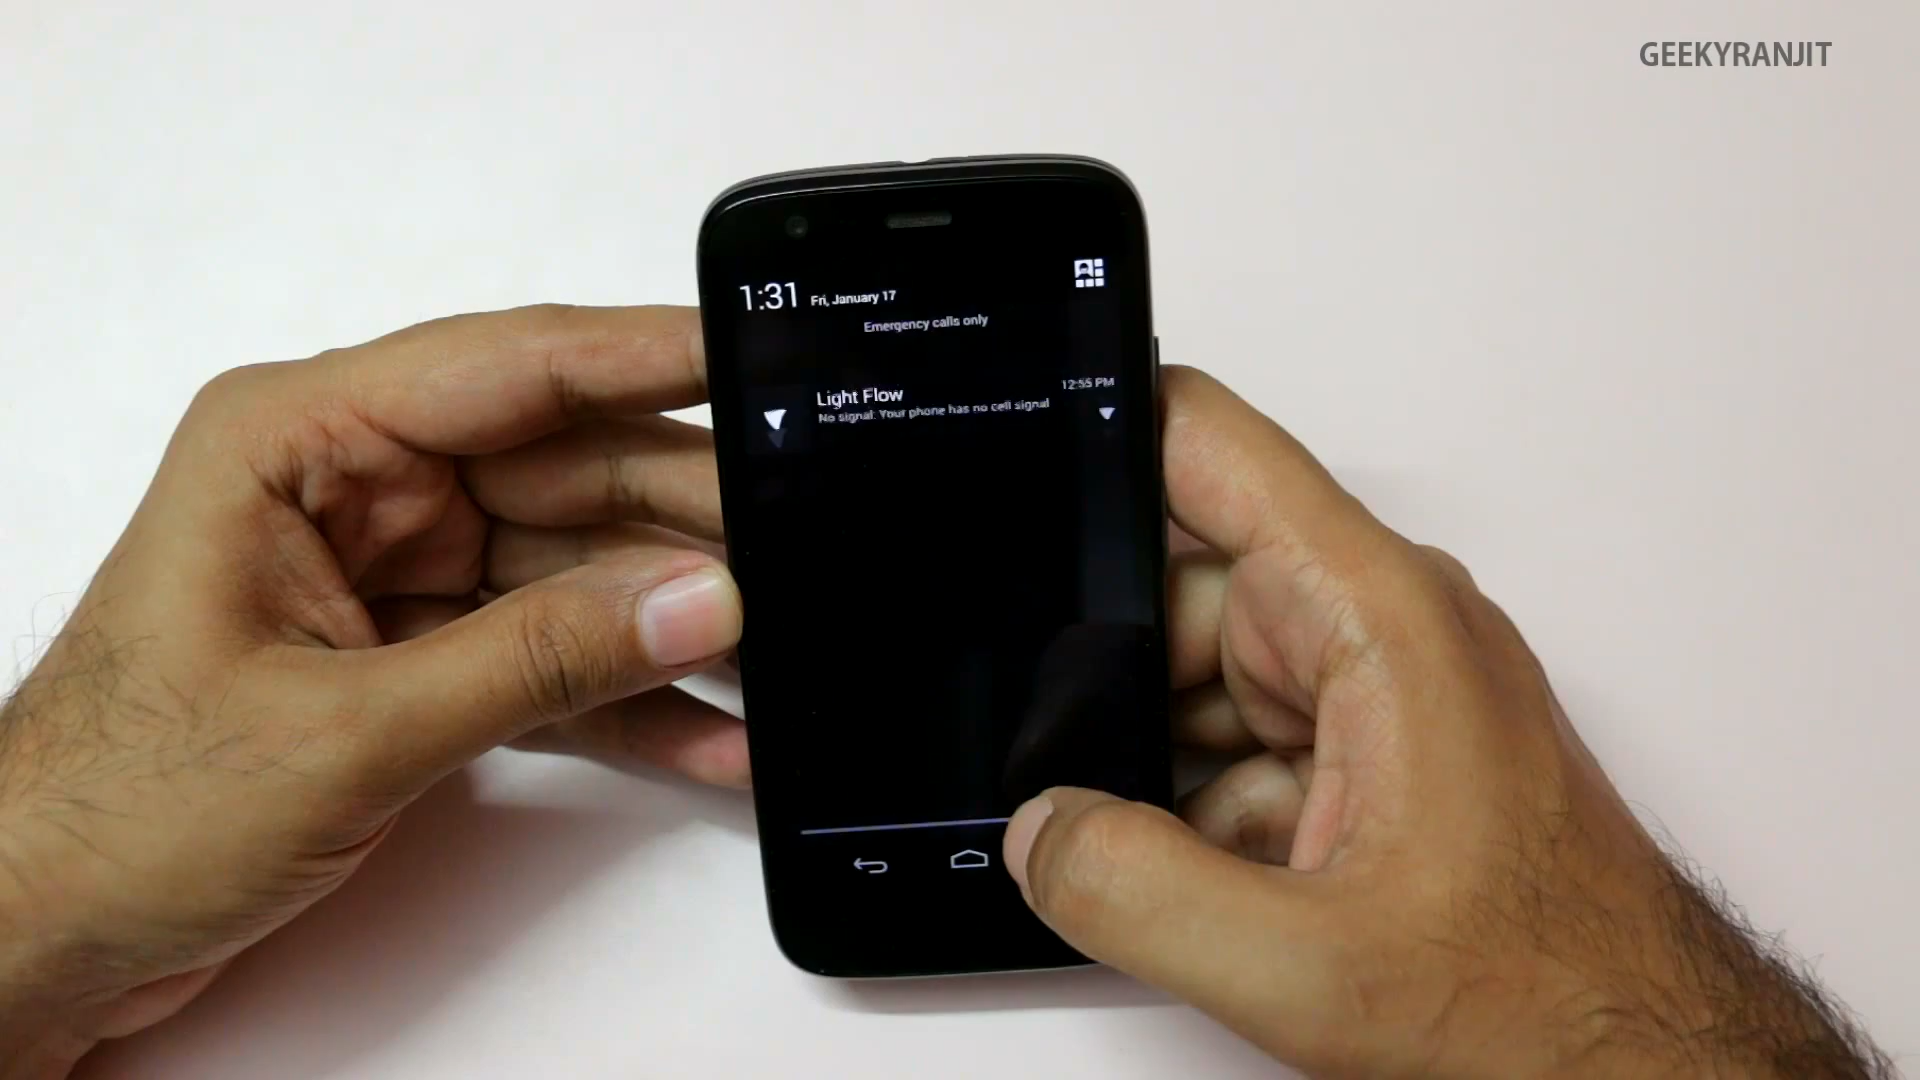 GEEKYRANJIT
1:31 Fri, January 17
Emergency calls only
Light Flow 12:55 PM
No signal: Your phone has no cell signal